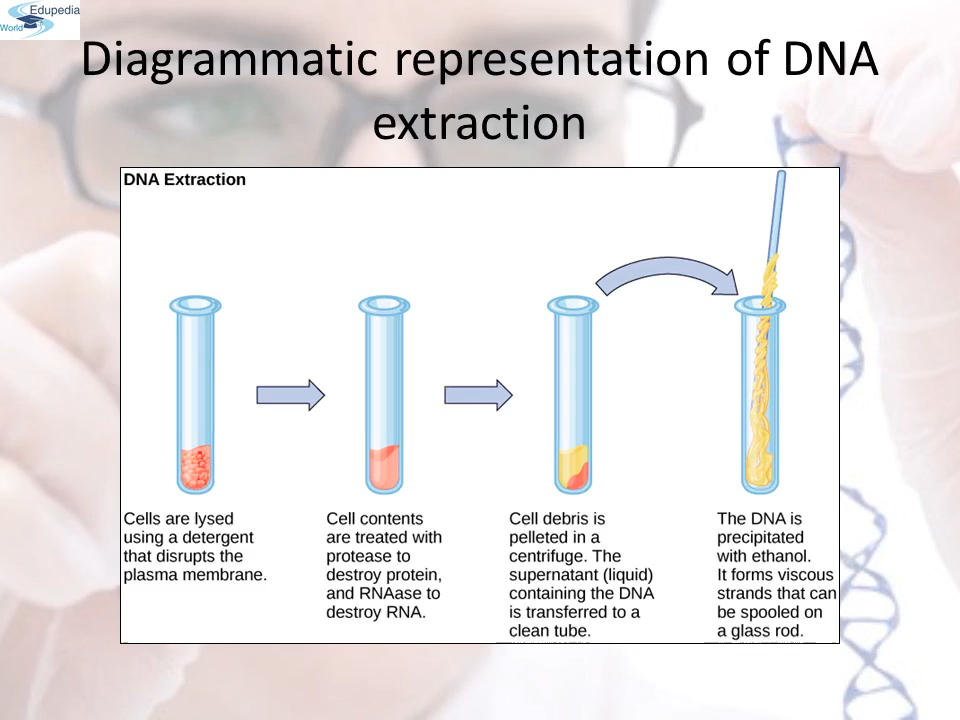 Edupedia
World
Diagrammatic representation of DNA
extraction
DNA Extraction
Cells are lysed
using a detergent
that disrupts the
plasma membrane.
Cell contents
are treated with
protease to
destroy protein,
and RNAase to
destroy RNA.
Cell debris is
pelleted in a
centrifuge. The
supernatant (liquid)
containing the DNA
is transferred to a
clean tube.
The DNA is
precipitated
with ethanol.
It forms viscous
strands that can
be spooled on
a glass rod.